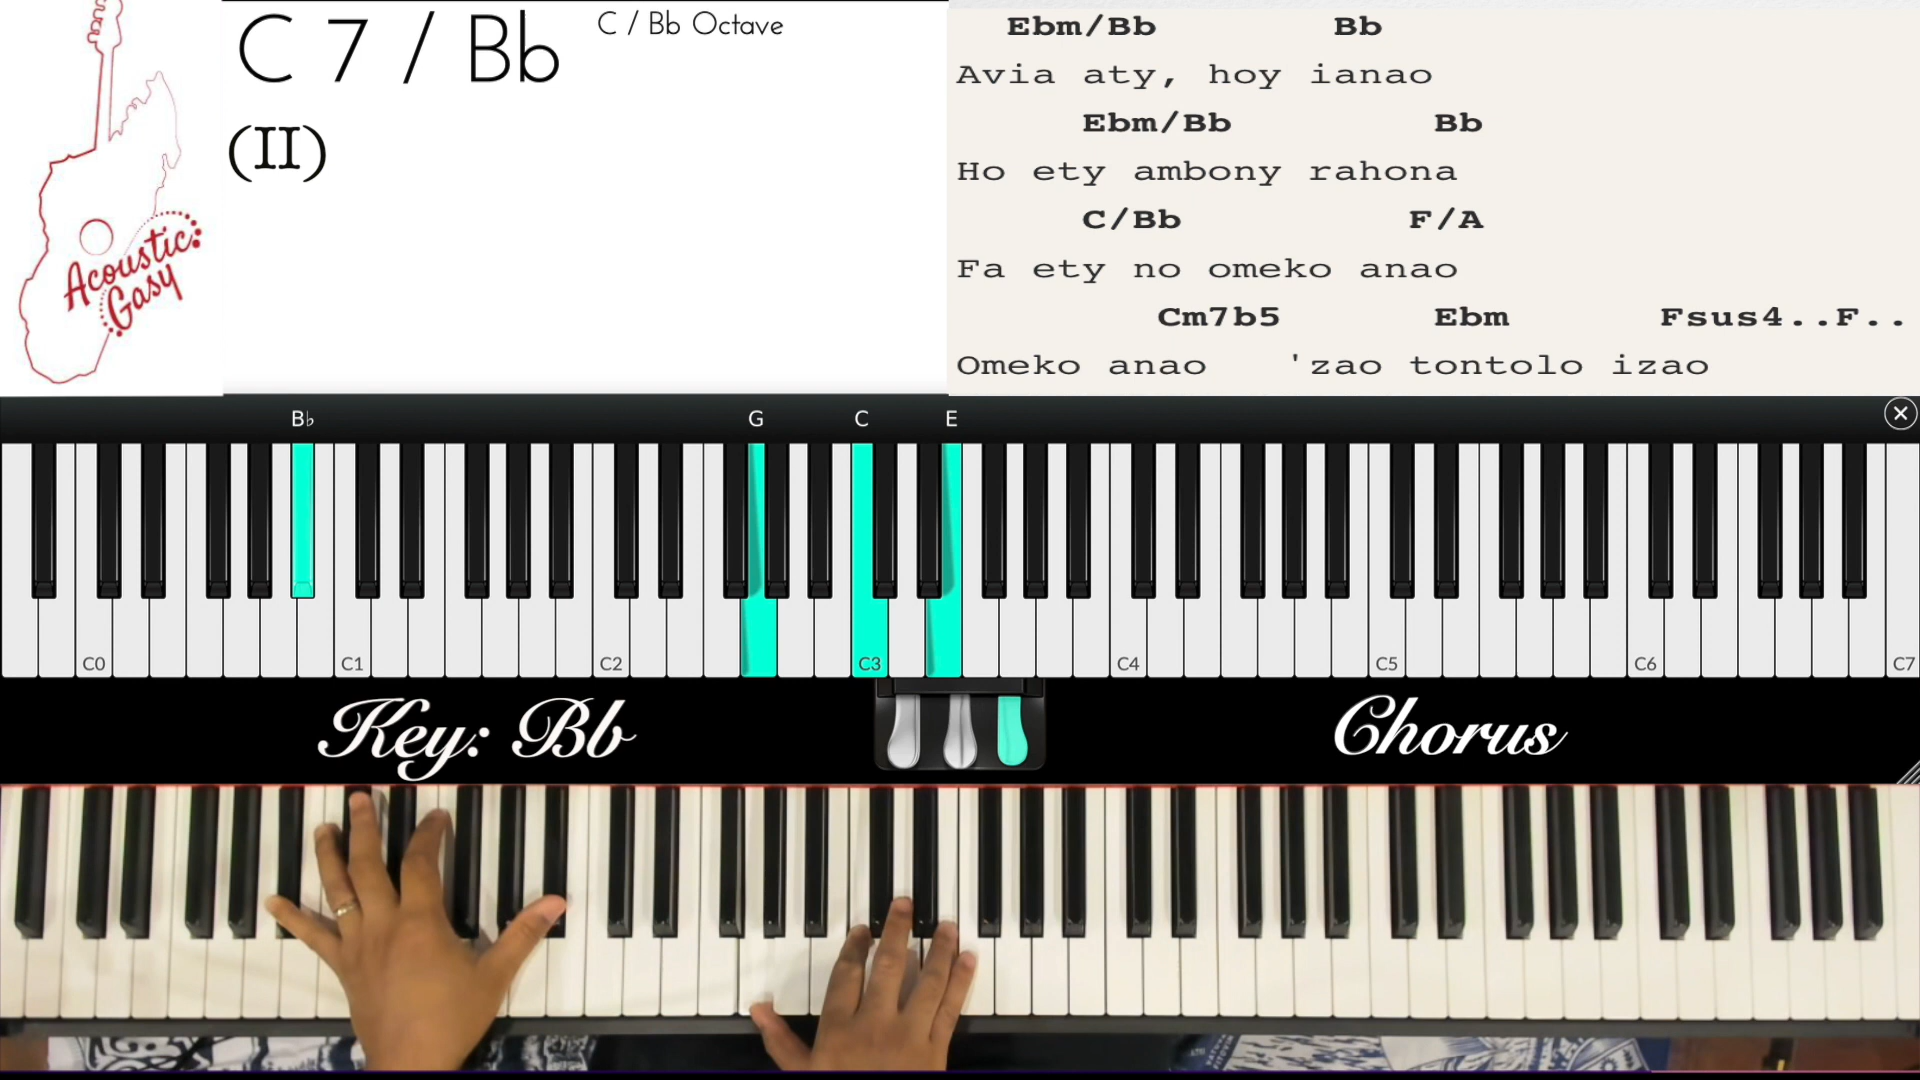 C 7 / Bb
C / Bb Octave
(II)
Acoustic:
Gasy
Ebm/Bb Bb
Avia aty, hoy ianao
Ebm/Bb Bb
Ho ety ambony rahona
C/Bb F/A
Fa ety no omeko anao
Cm7b5 Ebm Fsus4..F..
Omeko anao 'zao tontolo izao
B♭ G C E
C0 C1 C2 C3 C4 C5 C6 C7
Key: Bb
Chorus